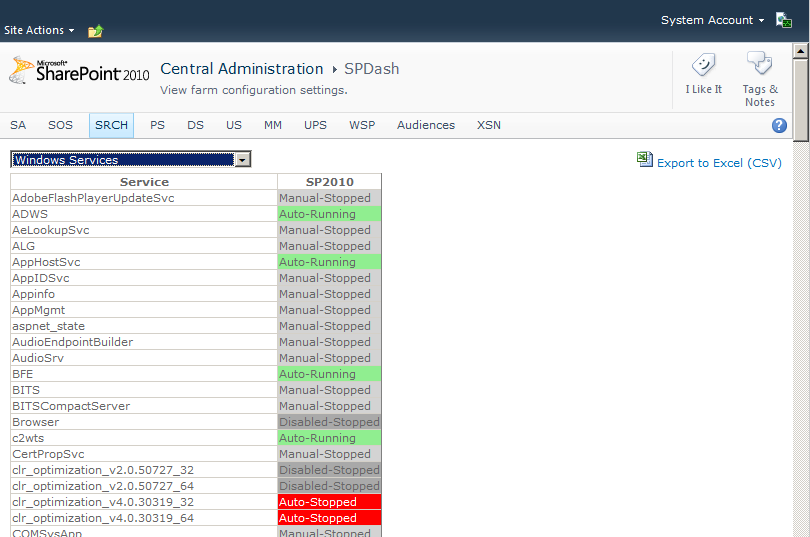 Site Actions
System Account
Microsoft®
SharePoint 2010
Central Administration ▸ SPDash
View farm configuration settings.
I Like It
Tags &
Notes
SA SOS SRCH PS DS US MM UPS WSP Audiences XSN
Windows Services
Export to Excel (CSV)
Service SP2010
AdobeFlashPlayerUpdateSvc Manual-Stopped
ADWS Auto-Running
AeLookupSvc Manual-Stopped
ALG Manual-Stopped
AppHostSvc Auto-Running
AppIDSvc Manual-Stopped
Appinfo Manual-Stopped
AppMgmt Manual-Stopped
aspnet_state Manual-Stopped
AudioEndpointBuilder Manual-Stopped
AudioSrv Manual-Stopped
BFE Auto-Running
BITS Manual-Stopped
BITSCompactServer Manual-Stopped
Browser Disabled-Stopped
c2wts Auto-Running
CertPropSvc Manual-Stopped
clr_optimization_v2.0.50727_32 Disabled-Stopped
clr_optimization_v2.0.50727_64 Disabled-Stopped
clr_optimization_v4.0.30319_32 Auto-Stopped
clr_optimization_v4.0.30319_64 Auto-Stopped
COMSysApp Manual-Stopped